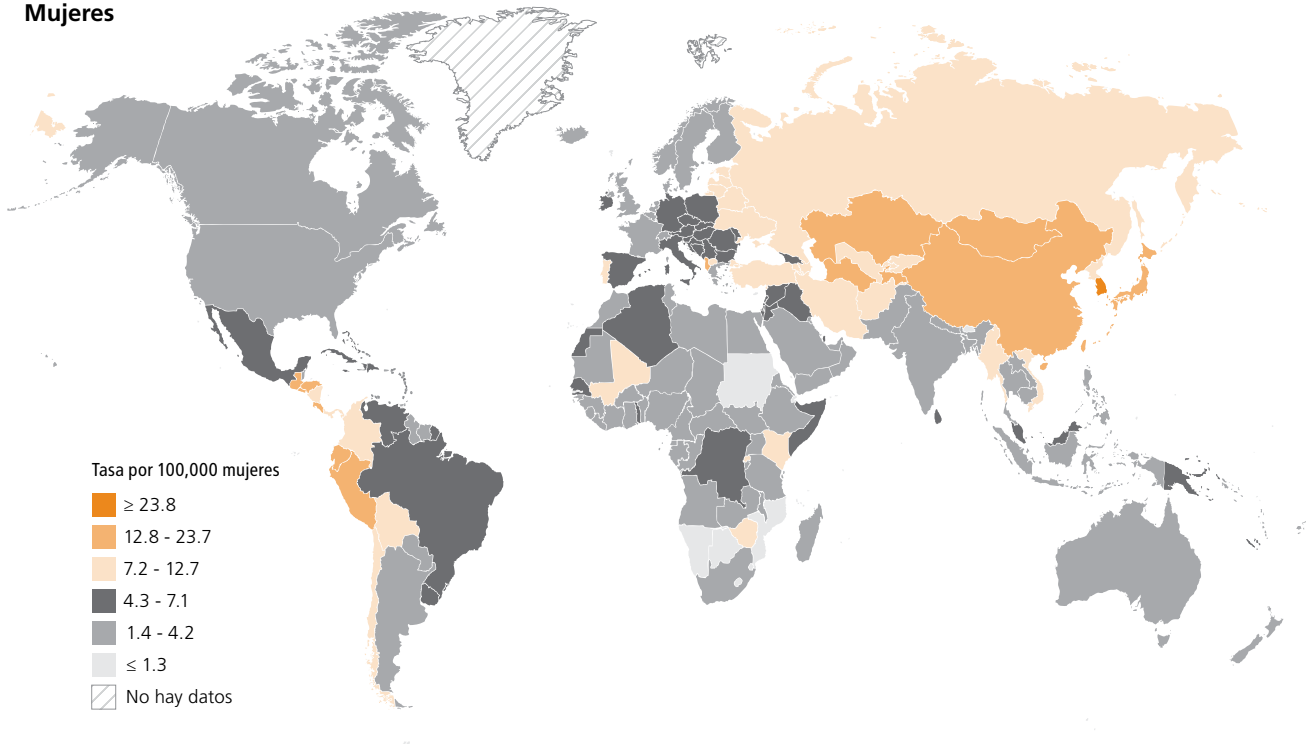 Mujeres
Tasa por 100,000 mujeres
≥ 23.8
12.8 - 23.7
7.2 - 12.7
4.3 - 7.1
1.4 - 4.2
≤ 1.3
No hay datos